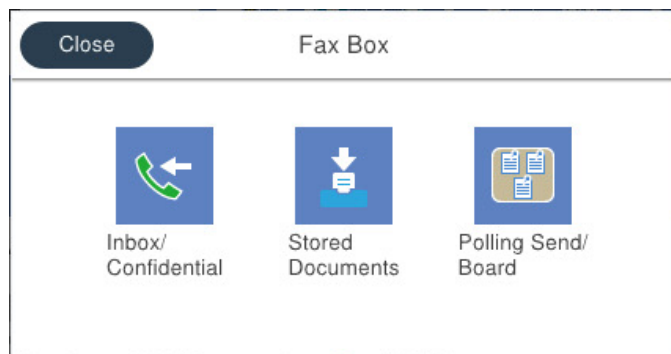 Close
Fax Box
Inbox/
Confidential
Stored
Documents
Polling Send/
Board